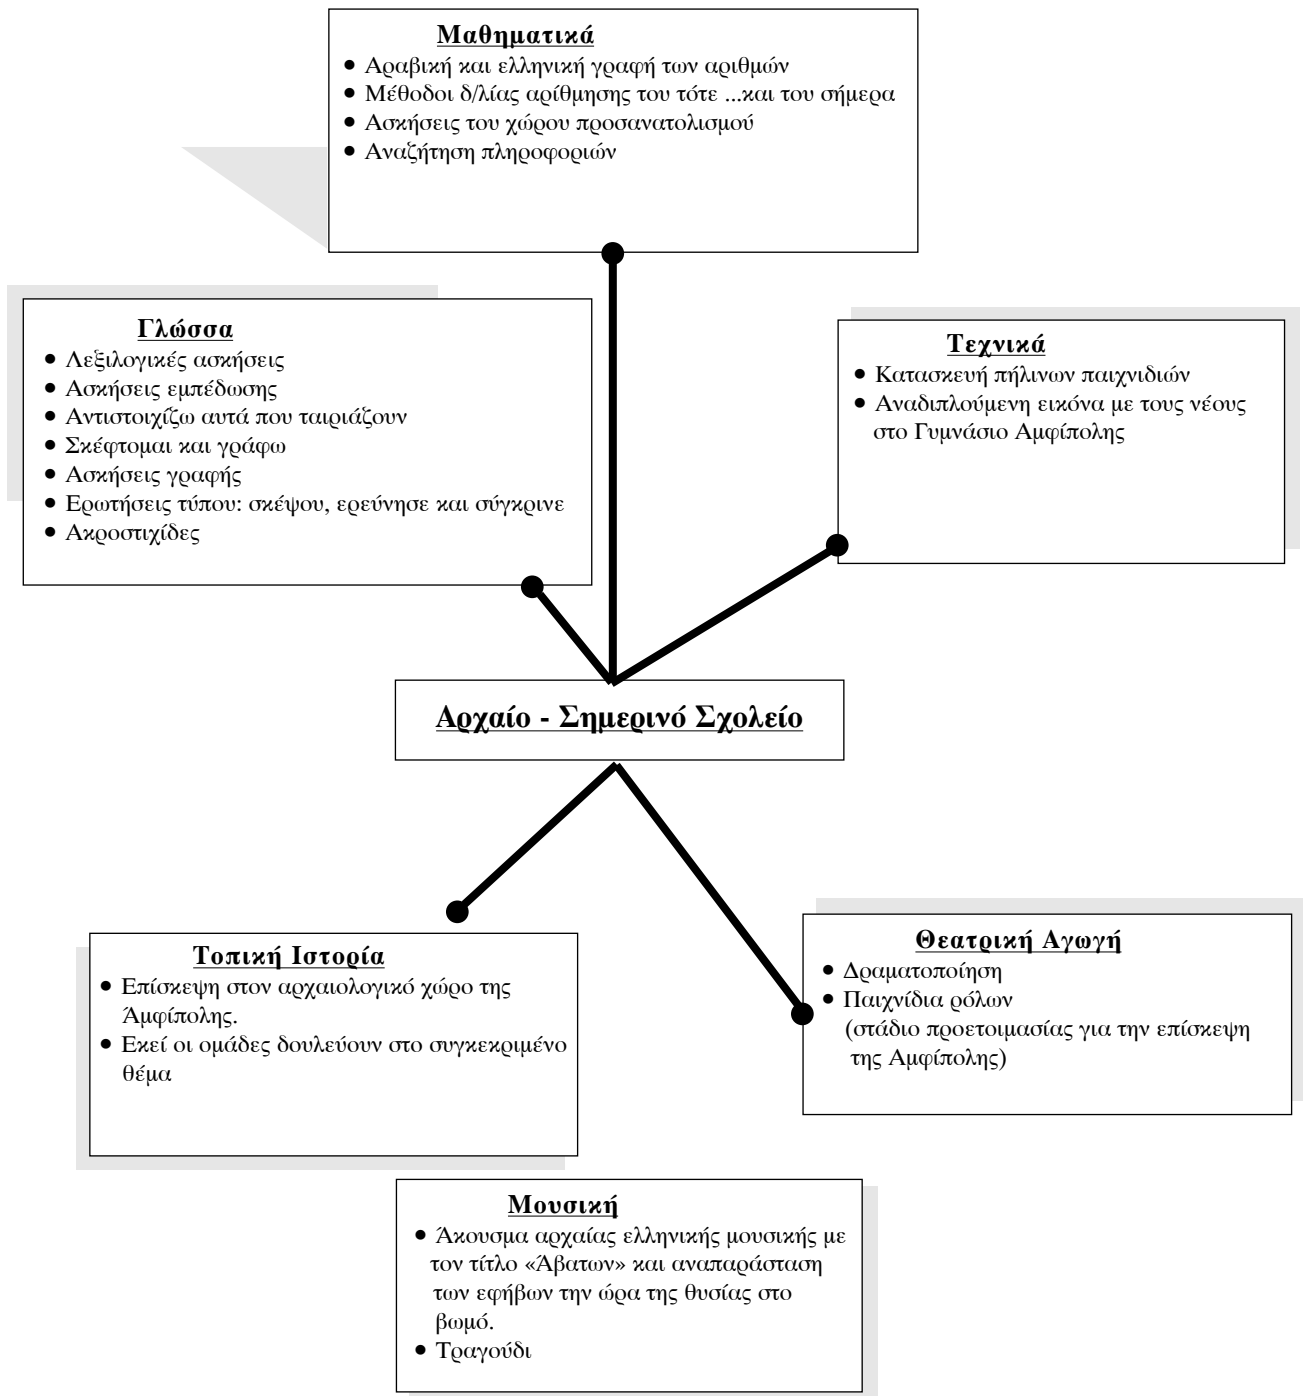 Μαθηματικά
• Αραβική και ελληνική γραφή των αριθμών
• Μέθοδοι δ/λίας αρίθμησης του τότε ...και του σήμερα
• Ασκήσεις του χώρου προσανατολισμού
• Αναζήτηση πληροφοριών
Γλώσσα
• Λεξιλογικές ασκήσεις
• Ασκήσεις εμπέδωσης
• Αντιστοιχίζω αυτά που ταιριάζουν
• Σκέφτομαι και γράφω
• Ασκήσεις γραφής
• Ερωτήσεις τύπου: σκέψου, ερεύνησε και σύγκρινε
• Ακροστιχίδες
Τεχνικά
• Κατασκευή πήλινων παιχνιδιών
• Αναδιπλούμενη εικόνα με τους νέους
στο Γυμνάσιο Αμφίπολης
Αρχαίο - Σημερινό Σχολείο
Τοπική Ιστορία
• Επίσκεψη στον αρχαιολογικό χώρο της
Άμφίπολης.
• Εκεί οι ομάδες δουλεύουν στο συγκεκριμένο
θέμα
Θεατρική Αγωγή
• Δραματοποίηση
• Παιχνίδια ρόλων
(στάδιο προετοιμασίας για την επίσκεψη
της Αμφίπολης)
Μουσική
• Άκουσμα αρχαίας ελληνικής μουσικής με
τον τίτλο «Άβατων» και αναπαράσταση
των εφήβων την ώρα της θυσίας στο
βωμό.
• Τραγούδι